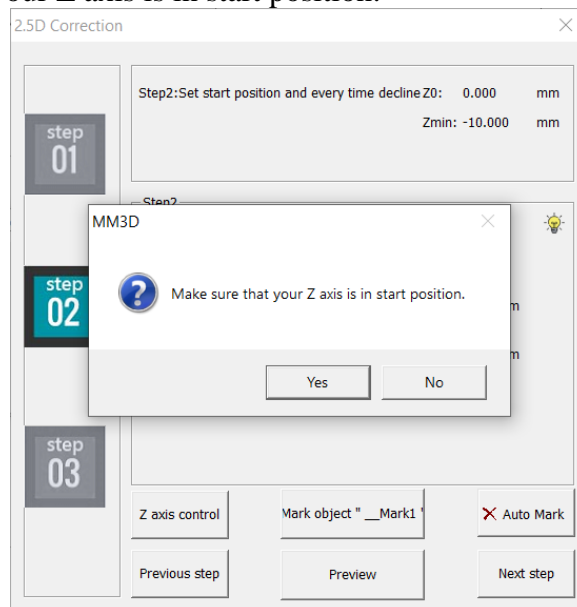 2.5D Correction
Step2:Set start position and every time decline Z0: 0.000 mm
Zmin: -10.000 mm
step
01
Step2
MM3D
Make sure that your Z axis is in start position.
step
02
m
m
Yes No
step
03
Z axis control Mark object " __Mark1 ' Auto Mark
Previous step Preview Next step